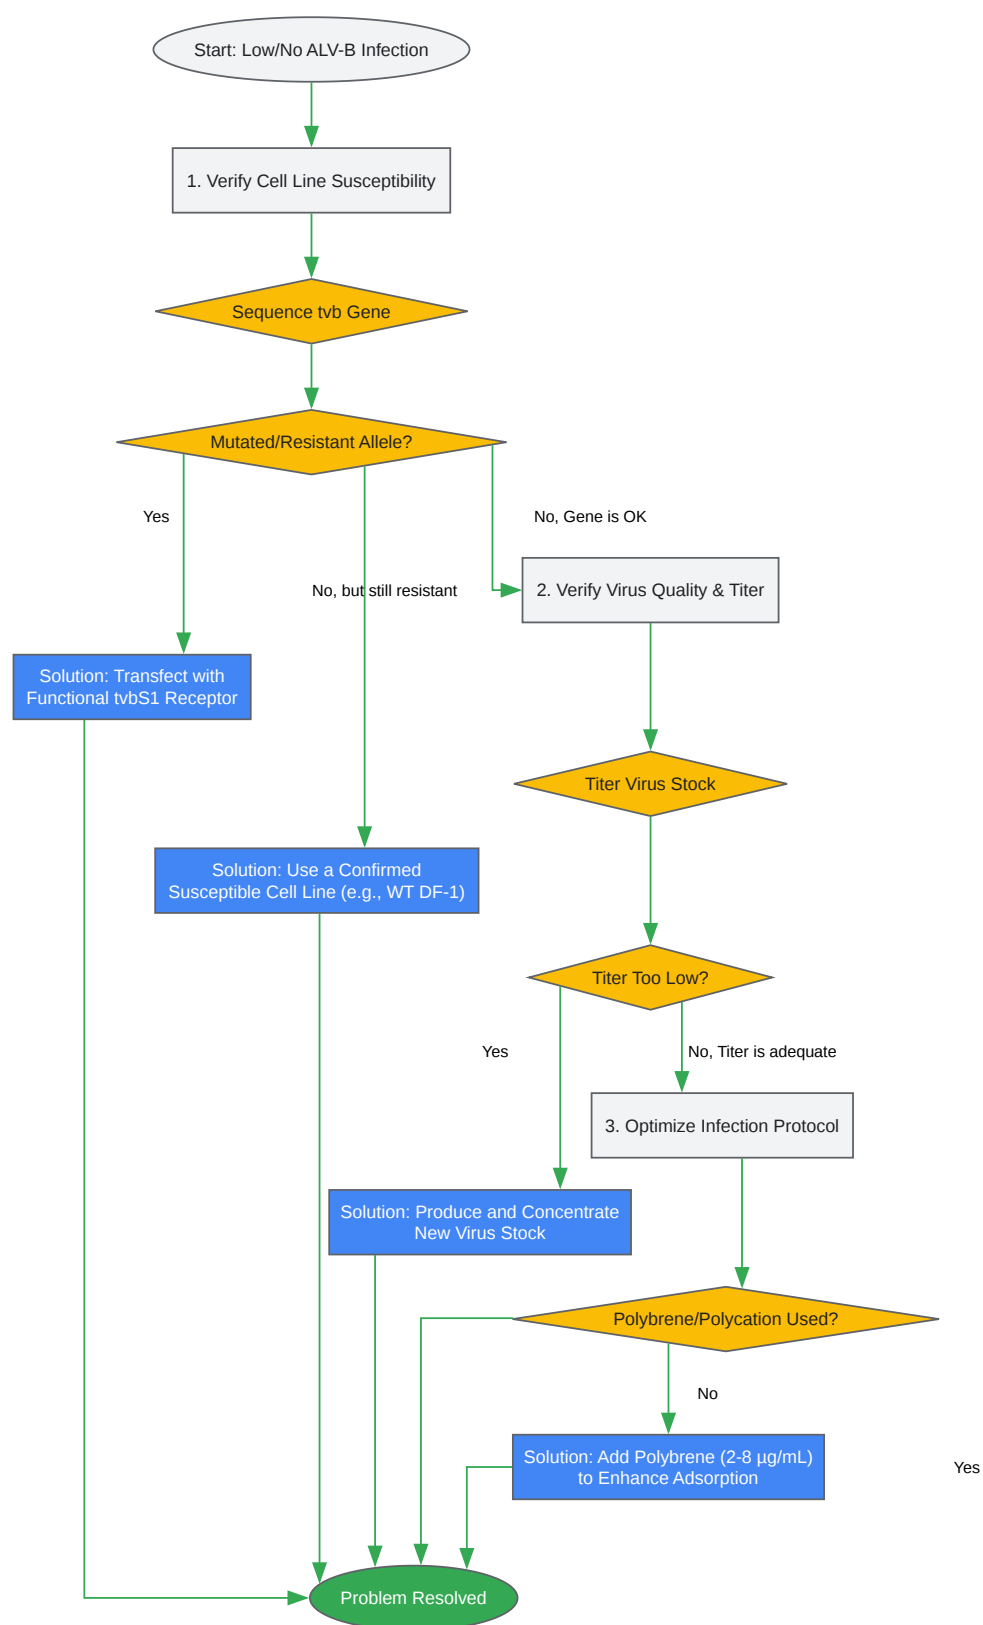 Start: Low/No ALV-B Infection
1. Verify Cell Line Susceptibility
Sequence tvb Gene
Mutated/Resistant Allele?
Yes
No, Gene is OK
No, but still resistant
2. Verify Virus Quality & Titer
Solution: Transfect with
Functional tvbS1 Receptor
Titer Virus Stock
Solution: Use a Confirmed
Susceptible Cell Line (e.g., WT DF-1)
Titer Too Low?
Yes
No, Titer is adequate
3. Optimize Infection Protocol
Solution: Produce and Concentrate
New Virus Stock
Polybrene/Polycation Used?
No
Solution: Add Polybrene (2-8 µg/mL)
to Enhance Adsorption
Yes
Problem Resolved